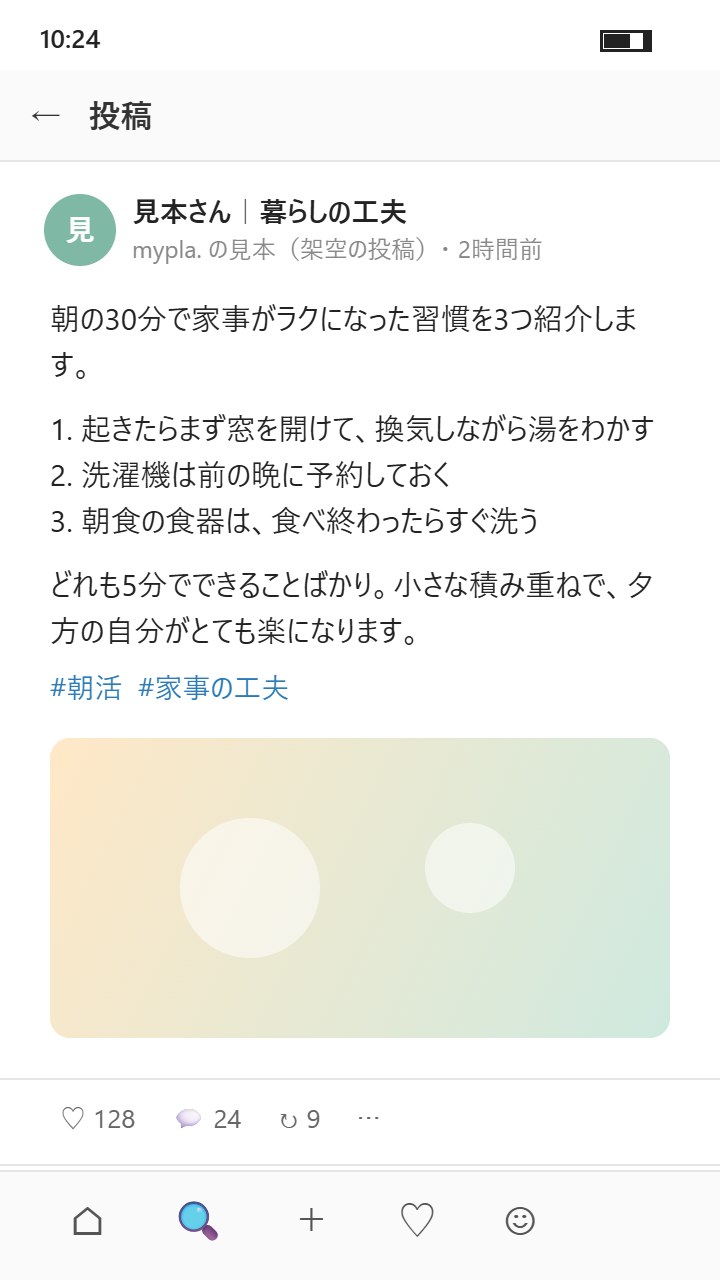 10:24
← 投稿
見
見本さん｜暮らしの工夫
mypla. の見本（架空の投稿）・2時間前
朝の30分で家事がラクになった習慣を3つ紹介しま
す。
1. 起きたらまず窓を開けて、換気しながら湯をわかす
2. 洗濯機は前の晩に予約しておく
3. 朝食の食器は、食べ終わったらすぐ洗う
どれも5分でできることばかり。小さな積み重ねで、夕
方の自分がとても楽になります。
#朝活 #家事の工夫
♡ 128 💬 24 ↻ 9 …